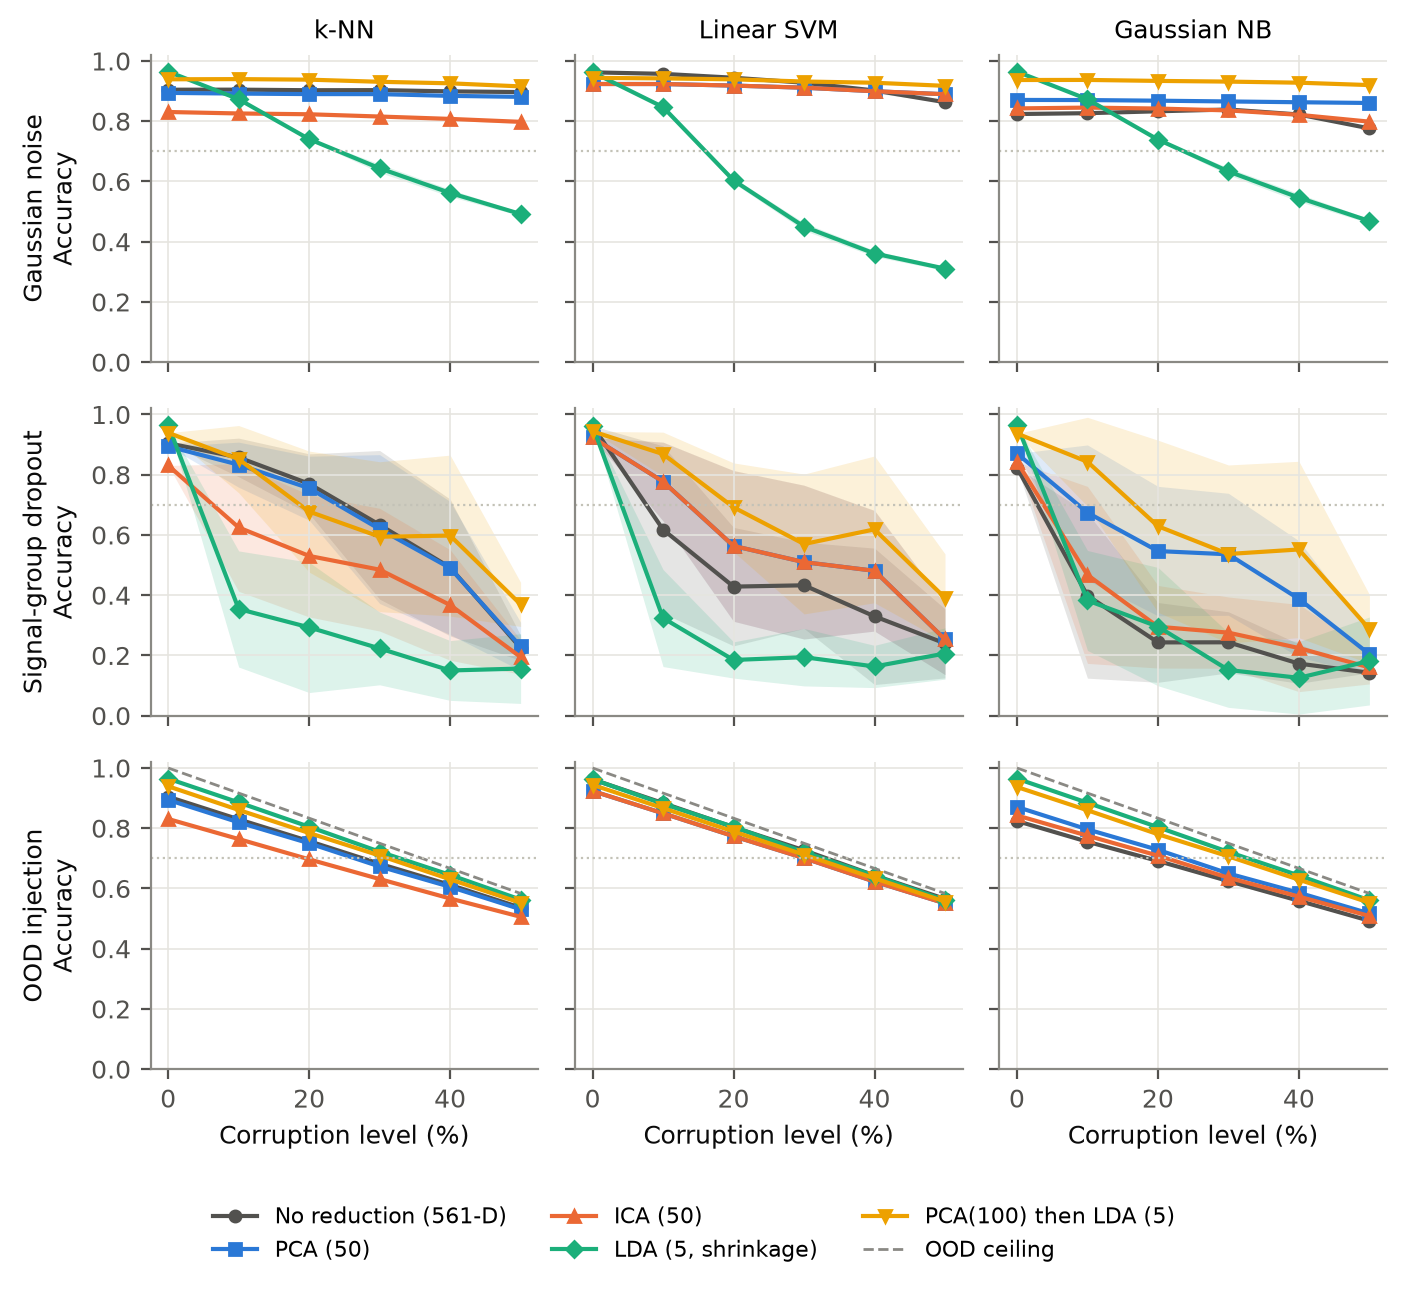 k-NN
Linear SVM
Gaussian NB
Gaussian noise
Accuracy
1.0
0.8
0.6
0.4
0.2
0.0
Signal-group dropout
Accuracy
1.0
0.8
0.6
0.4
0.2
0.0
OOD injection
Accuracy
1.0
0.8
0.6
0.4
0.2
0.0
0 20 40
0 20 40
0 20 40
Corruption level (%)
Corruption level (%)
Corruption level (%)
No reduction (561-D)
PCA (50)
ICA (50)
LDA (5, shrinkage)
PCA(100) then LDA (5)
OOD ceiling